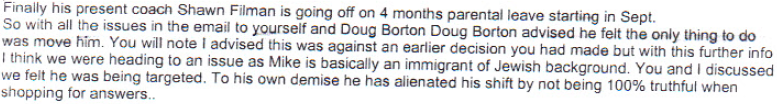 Finally his present coach Shawn Filman is going off on 4 months parental leave starting in Sept.
So with all the issues in the email to yourself and Doug Borton Doug Borton advised he felt the only thing to do
was move him. You will note I advised this was against an earlier decision you had made but with this further info
I think we were heading to an issue as Mike is basically an immigrant of Jewish background. You and I discussed
we felt he was being targeted. To his own demise he has alienated his shift by not being 100% truthful when
shopping for answers..